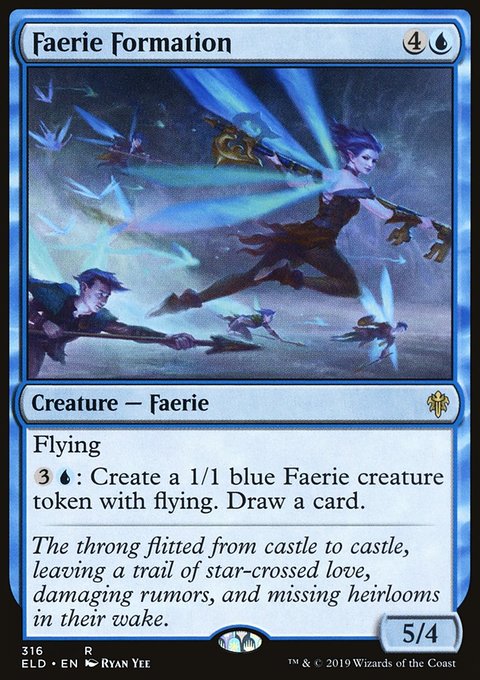 Faerie Formation 4
Creature — Faerie
Flying
3 : Create a 1/1 blue Faerie creature
token with flying. Draw a card.
The throng flitted from castle to castle,
leaving a trail of star-crossed love,
damaging rumors, and missing heirlooms
in their wake.
5/4
316 R
ELD • EN Ryan Yee
™ & © 2019 Wizards of the Coast